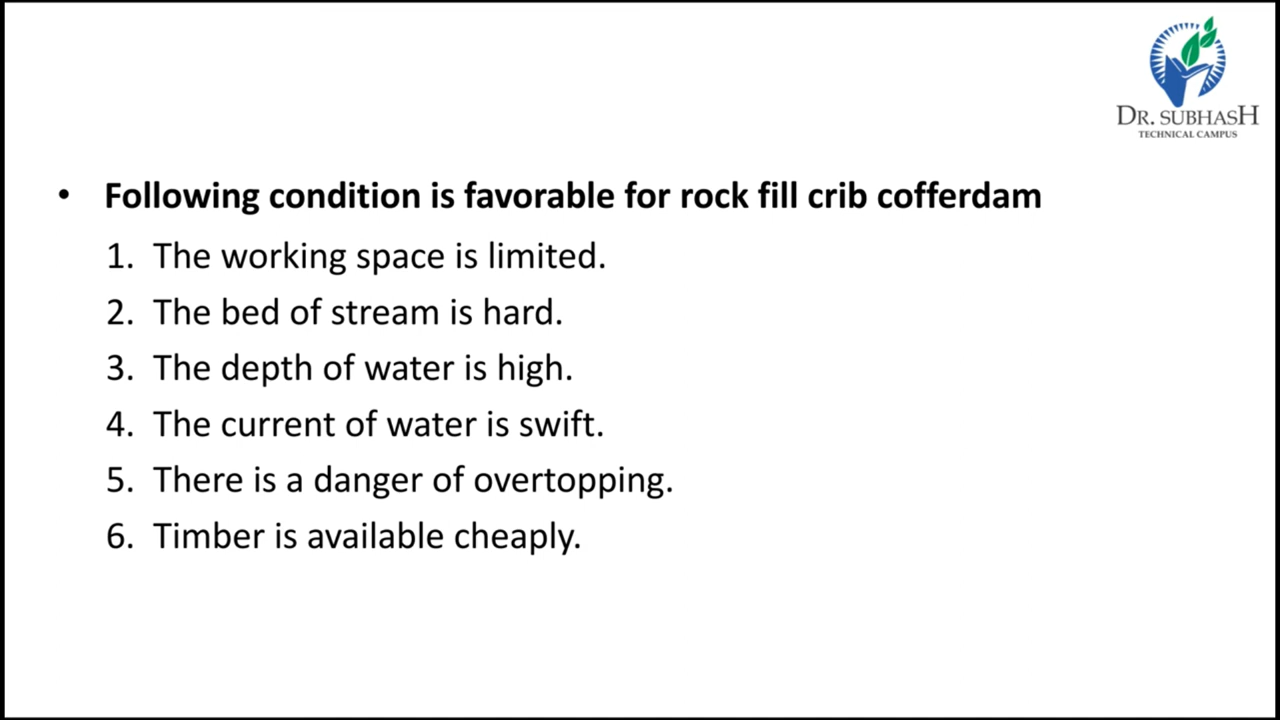 DR. SUBHASH
TECHNICAL CAMPUS
• Following condition is favorable for rock fill crib cofferdam
1. The working space is limited.
2. The bed of stream is hard.
3. The depth of water is high.
4. The current of water is swift.
5. There is a danger of overtopping.
6. Timber is available cheaply.